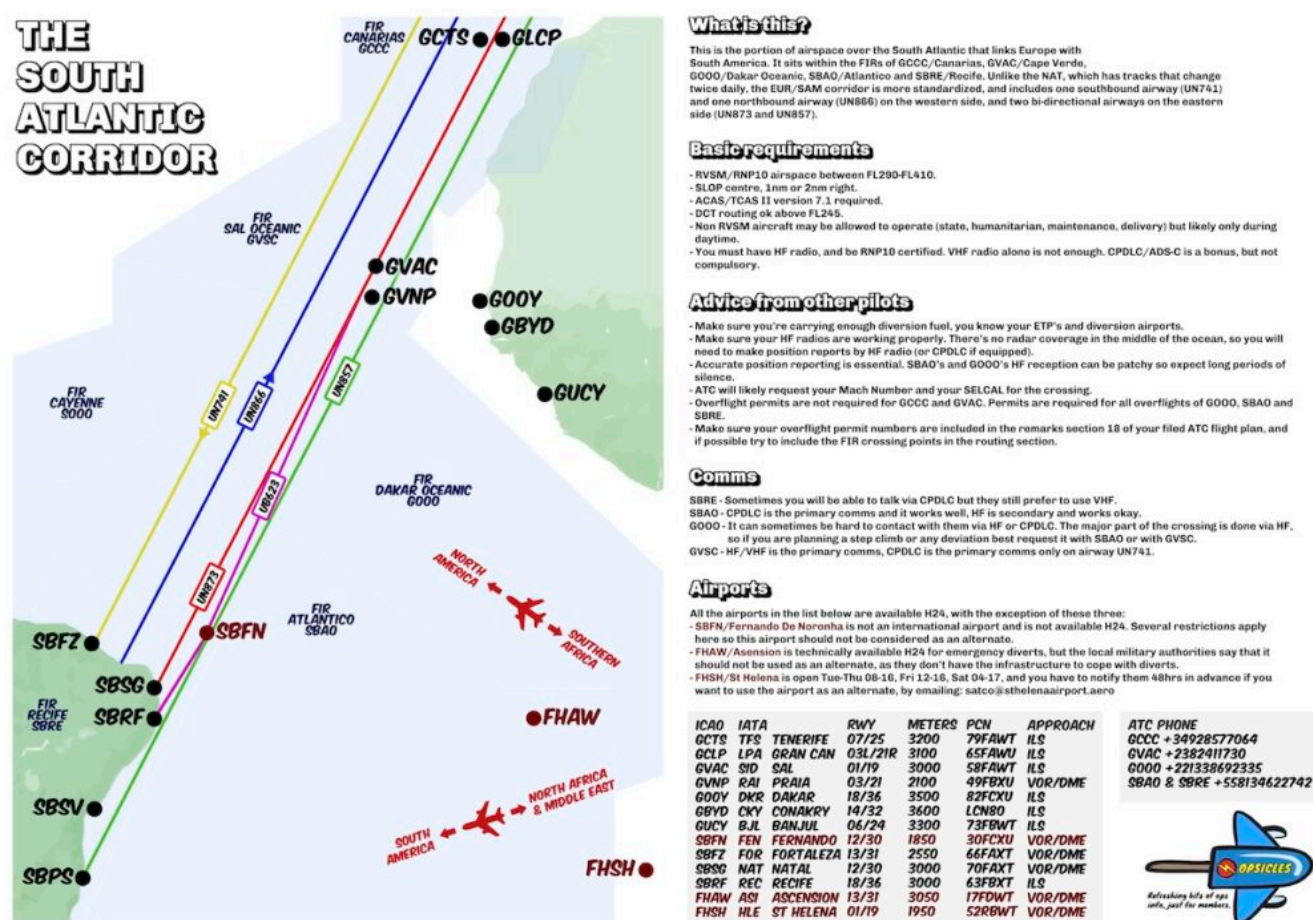 THE
SOUTH
ATLANTIC
CORRIDOR
FIR
CANARIAS
GCCC
GCTS
GLCP
FIR
SAL OCEANIC
GVSC
GVAC
GVNP
GOOY
GBYD
GUCY
FIR
CAYENNE
SOOO
UN741
UN866
UN857
UB623
UN873
FIR
DAKAR OCEANIC
GOOO
NORTH
AMERICA
SOUTHERN
AFRICA
FIR
ATLANTICO
SBAO
SBFN
SBFZ
SBSG
SBRF
FIR
RECIFE
SBRE
FHAW
SBSV
NORTH AFRICA
& MIDDLE EAST
SOUTH
AMERICA
SBPS
FHSH
What is this?
This is the portion of airspace over the South Atlantic that links Europe with
South America. It sits within the FIRs of GCCC/Canarias, GVAC/Cape Verde,
GOOO/Dakar Oceanic, SBAO/Atlantico and SBRE/Recife. Unlike the NAT, which has tracks that change
twice daily, the EUR/SAM corridor is more standardized, and includes one southbound airway (UN741)
and one northbound airway (UN866) on the western side, and two bi-directional airways on the eastern
side (UN873 and UN857).
Basic requirements
- RVSM/RNP10 airspace between FL290-FL410.
- SLOP centre, 1nm or 2nm right.
- ACAS/TCAS II version 7.1 required.
- DCT routing ok above FL245.
- Non RVSM aircraft may be allowed to operate (state, humanitarian, maintenance, delivery) but likely only during
daytime.
- You must have HF radio, and be RNP10 certified. VHF radio alone is not enough. CPDLC/ADS-C is a bonus, but not
compulsory.
Advice from other pilots
- Make sure you're carrying enough diversion fuel, you know your ETP's and diversion airports.
- Make sure your HF radios are working properly. There's no radar coverage in the middle of the ocean, so you will
need to make position reports by HF radio (or CPDLC if equipped).
- Accurate position reporting is essential. SBAO's and GOOO's HF reception can be patchy so expect long periods of
silence.
- ATC will likely request your Mach Number and your SELCAL for the crossing.
- Overflight permits are not required for GCCC and GVAC. Permits are required for all overflights of GOOO, SBAO and
SBRE.
- Make sure your overflight permit numbers are included in the remarks section 18 of your filed ATC flight plan, and
if possible try to include the FIR crossing points in the routing section.
Comms
SBRE - Sometimes you will be able to talk via CPDLC but they still prefer to use VHF.
SBAO - CPDLC is the primary comms and it works well, HF is secondary and works okay.
GOOO - It can sometimes be hard to contact with them via HF or CPDLC. The major part of the crossing is done via HF,
so if you are planning a step climb or any deviation best request it with SBAO or with GVSC.
GVSC - HF/VHF is the primary comms, CPDLC is the primary comms only on airway UN741.
Airports
All the airports in the list below are available H24, with the exception of these three:
- SBFN/Fernando De Noronha is not an international airport and is not available H24. Several restrictions apply
here so this airport should not be considered as an alternate.
- FHAW/Asension is technically available H24 for emergency diverts, but the local military authorities say that it
should not be used as an alternate, as they don't have the infrastructure to cope with diverts.
- FHSH/St Helena is open Tue-Thu 08-16, Fri 12-16, Sat 04-17, and you have to notify them 48hrs in advance if you
want to use the airport as an alternate, by emailing: satco@sthelenaairport.aero
ICAO IATA RWY METERS PCN APPROACH
GCTS TFS TENERIFE 07/25 3200 79FAWT ILS
GCLP LPA GRAN CAN 03L/21R 3100 65FAWU ILS
GVAC SID SAL 01/19 3000 58FAWT ILS
GVNP RAI PRAIA 03/21 2100 49FBXU VOR/DME
GOOY DKR DAKAR 18/36 3500 82FCXU ILS
GBYD CKY CONAKRY 14/32 3600 LCN80 ILS
GUCY BJL BANJUL 06/24 3300 73FBWT ILS
SBFN FEN FERNANDO 12/30 1850 30FCXU VOR/DME
SBFZ FOR FORTALEZA 13/31 2550 66FAXT VOR/DME
SBSG NAT NATAL 12/30 3000 70FAXT VOR/DME
SBRF REC RECIFE 18/36 3000 63FBXT ILS
FHAW ASI ASCENSION 13/31 3050 17FDWT VOR/DME
FHSH HLE ST HELENA 01/19 1950 52RBWT VOR/DME
ATC PHONE
GCCC +34928577064
GVAC +2382411730
GOOO +221338692335
SBAO & SBRE +558134622742
OPSICLES
Refreshing bits of ops
info, just for members.